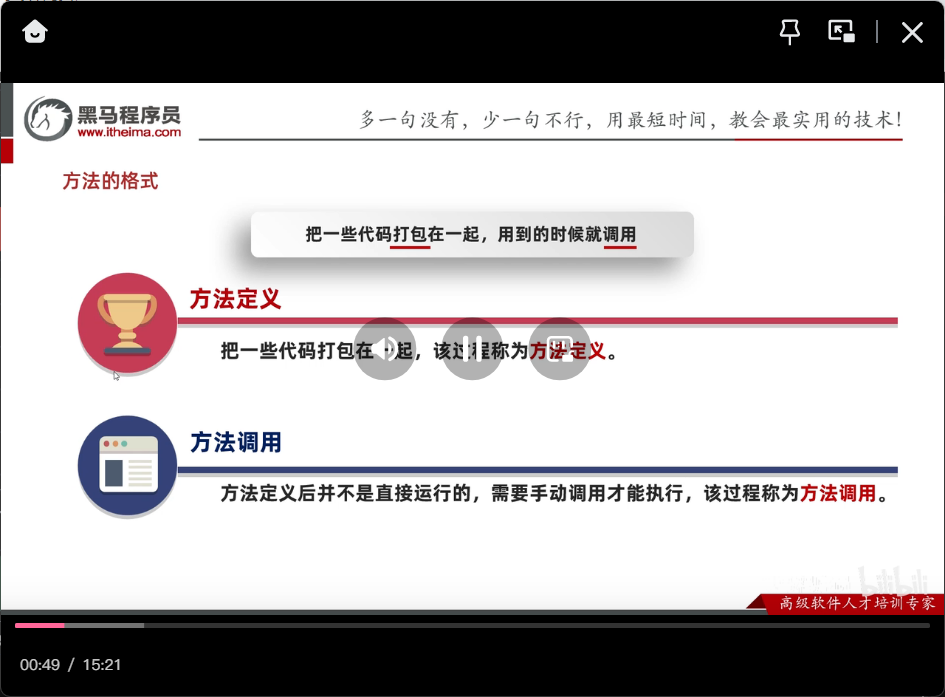 黑马程序员
www.itheima.com
多一句没有，少一句不行，用最短时间，教会最实用的技术！
方法的格式
把一些代码打包在一起，用到的时候就调用
方法定义
把一些代码打包在一起，该过程称为方法定义。
方法调用
方法定义后并不是直接运行的，需要手动调用才能执行，该过程称为方法调用。
bilibili
高级软件人才培训专家
00:49 / 15:21